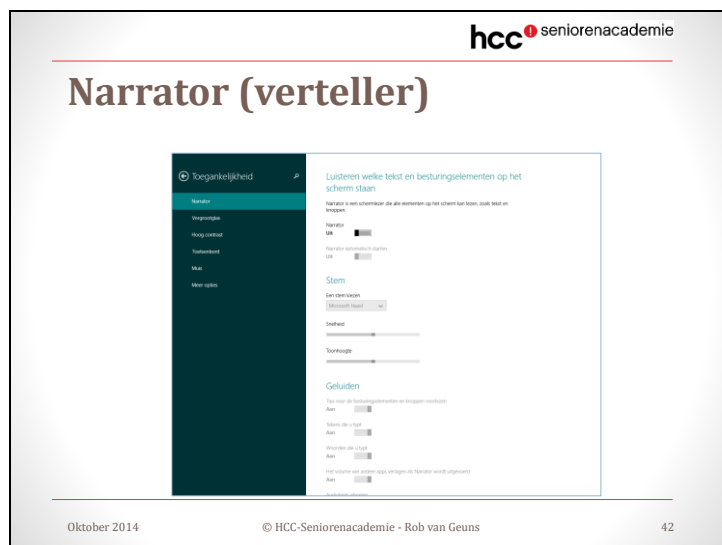 hcc! seniorenacademie
Narrator (verteller)
Toegankelijkheid
Narrator
Vergrootglas
Hoog contrast
Toetsenbord
Muis
Meer opties
Luisteren welke tekst en besturingselementen op het
scherm staan
Narrator is een schermlezer die alle elementen op het scherm kan lezen, zoals tekst en
knoppen.
Narrator
Uit
Narrator automatisch starten
Uit
Stem
Een stem kiezen
Microsoft Hazel
Snelheid
Toonhoogte
Geluiden
Tips voor de besturingselementen en knoppen voorlezen
Aan
Tekens die u typt
Aan
Woorden die u typt
Aan
Het volume van andere apps verlagen als Narrator wordt uitgevoerd
Aan
Oktober 2014
© HCC-Seniorenacademie - Rob van Geuns
42